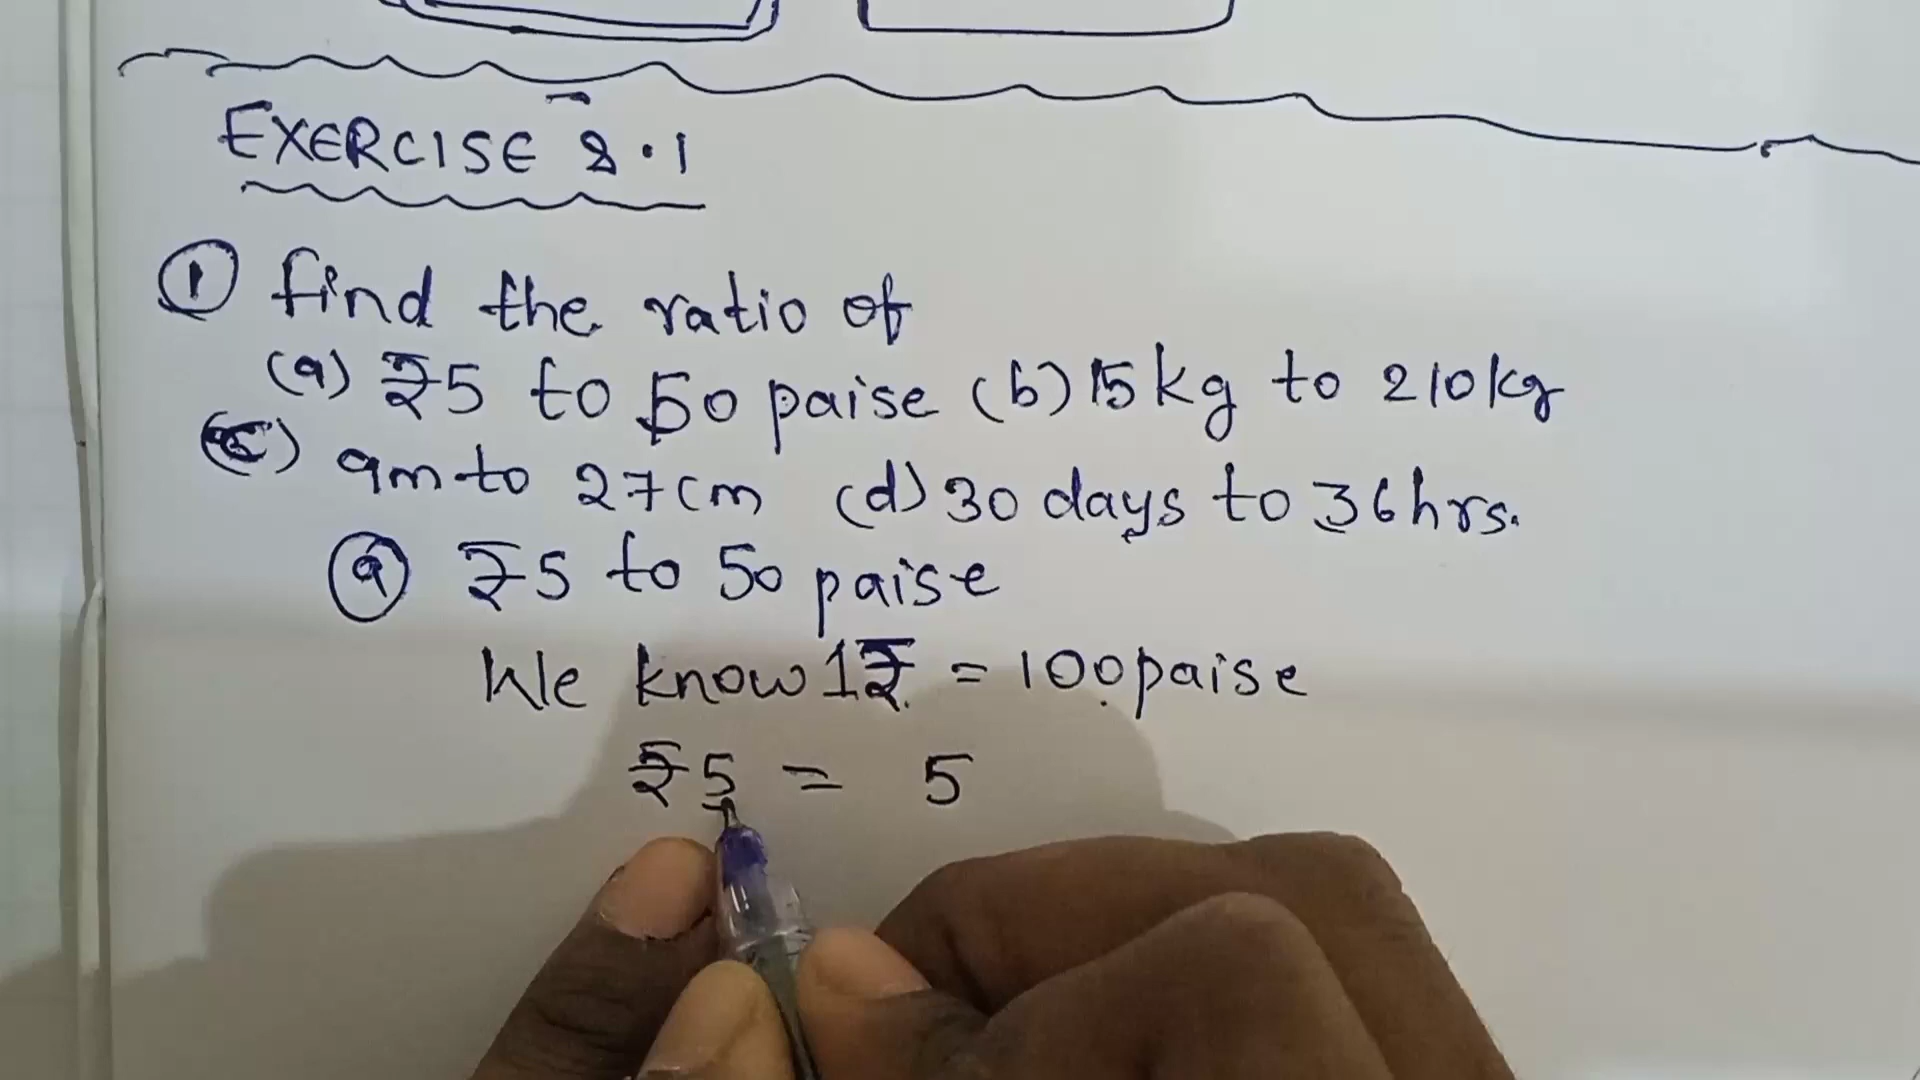 EXERCISE 8.1
① find the ratio of
(a) ₹5 to 50 paise (b) 15kg to 210kg
(c) 9m to 27cm (d) 30 days to 36hrs.
ⓐ ₹5 to 50 paise
We know 1₹ = 100paise
₹5 = 5